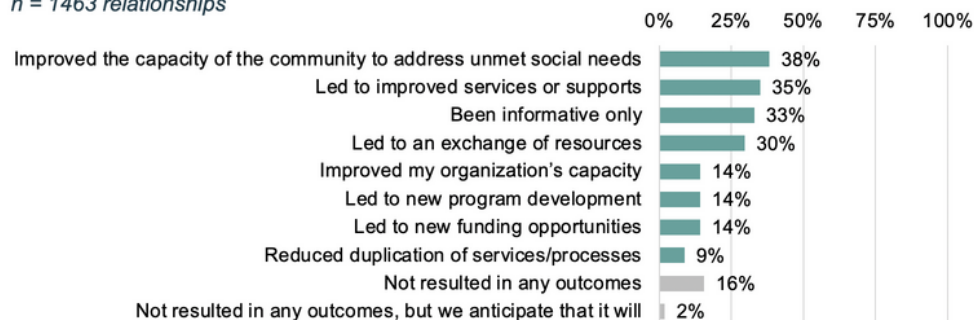 n = 1463 relationships
0% 25% 50% 75% 100%
Improved the capacity of the community to address unmet social needs 38%
Led to improved services or supports 35%
Been informative only 33%
Led to an exchange of resources 30%
Improved my organization's capacity 14%
Led to new program development 14%
Led to new funding opportunities 14%
Reduced duplication of services/processes 9%
Not resulted in any outcomes 16%
Not resulted in any outcomes, but we anticipate that it will 2%